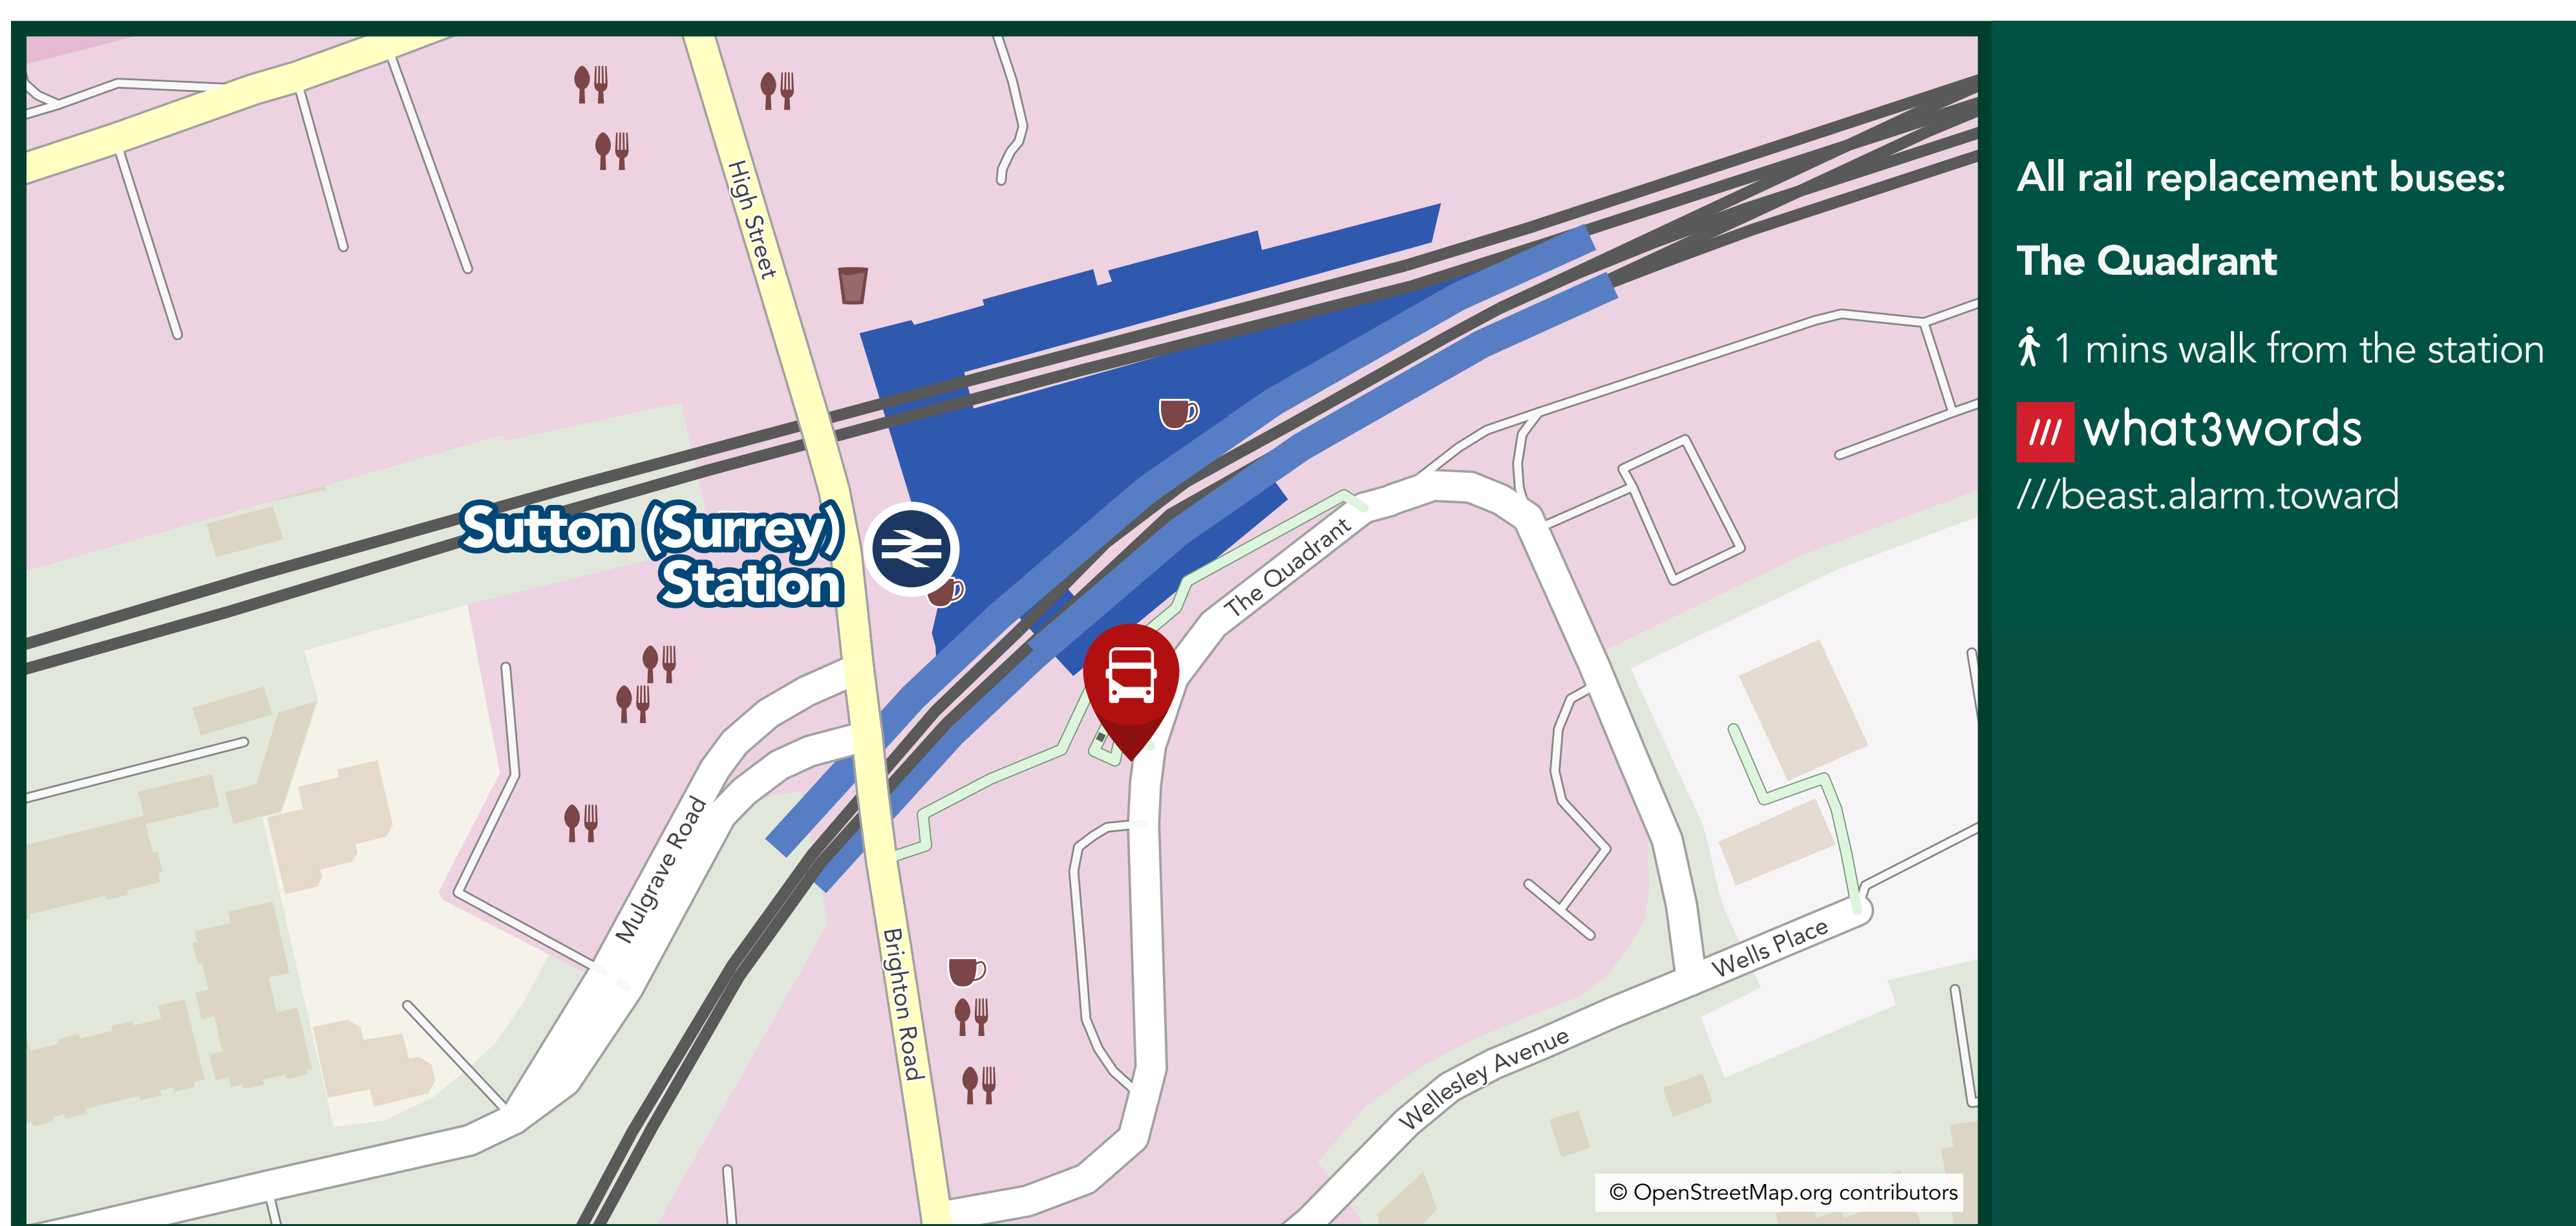 High Street
Sutton (Surrey)
Station
The Quadrant
Mulgrave Road
Brighton Road
Wells Place
Wellesley Avenue
© OpenStreetMap.org contributors
All rail replacement buses:
The Quadrant
1 mins walk from the station
/// what3words
///beast.alarm.toward